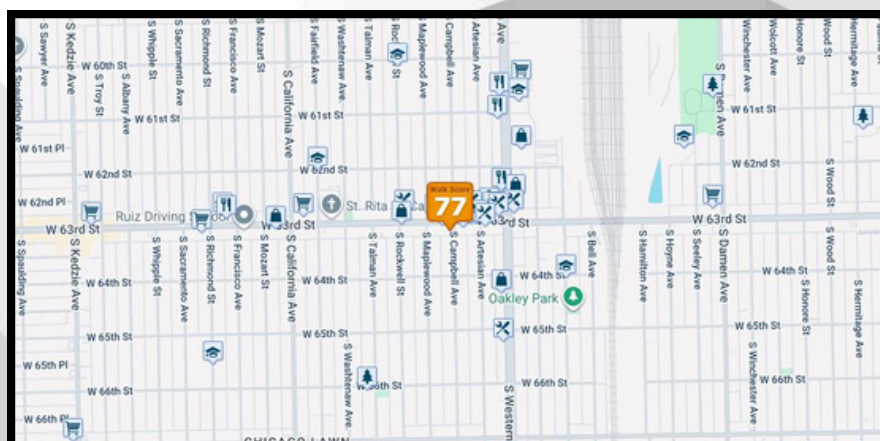 S Sawyer Ave
S Kedzie Ave
S Whipple St
S Sacramento Ave
S Richmond St
S Francisco Ave
S Mozart St
S Fairfield Ave
S Washtenaw Ave
S Talman Ave
S Maplewood Ave
S Campbell Ave
Artesian Ave
Ave
Winchester Ave
Wolcott Ave
Honore St
Wood St
Hermitage Ave
W 60th St
S Troy St
S Albany Ave
S California Ave
W 61st St
W 61st St
W 61st St
W 61st Pl
W 62nd St
W 62nd St
W 62nd St
W 62nd Pl
S Wood St
Walk Score
77
Ruiz Driving
St. Rita
W 63rd St
W 63rd St
S Spaulding Ave
S Kedzie Ave
S Whipple St
S Sacramento Ave
S Richmond St
S Francisco Ave
S Mozart St
S California Ave
S Talman Ave
S Rockwell St
S Maplewood Ave
S Campbell Ave
S Artesian Ave
S Bell Ave
S Hamilton Ave
S Hoyne Ave
S Seeley Ave
S Damen Ave
S Wood St
W 64th St
W 64th St
W 64th St
W 64th St
Oakley Park
S Honore St
S Hermitage Ave
W 65th St
W 65th St
W 65th St
W 65th St
W 65th Pl
S Washtenaw Ave
S Winchester Ave
W 66th St
W 66th St
W 66th St
S Western
CHICAGO LAWN